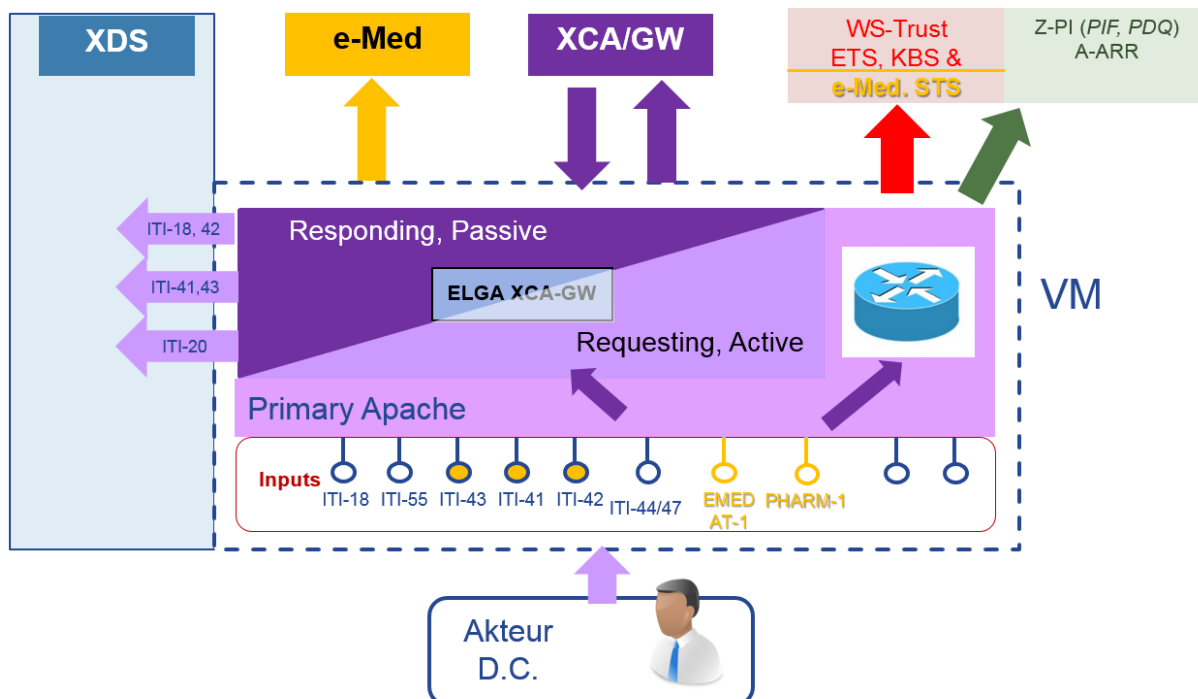 XDS
e-Med
XCA/GW
WS-Trust
ETS, KBS &
e-Med. STS
Z-PI (PIF, PDQ)
A-ARR
ITI-18, 42
ITI-41,43
ITI-20
Responding, Passive
ELGA XCA-GW
Requesting, Active
VM
Primary Apache
Inputs
ITI-18
ITI-55
ITI-43
ITI-41
ITI-42
ITI-44/47
EMED
AT-1
PHARM-1
Akteur
D.C.